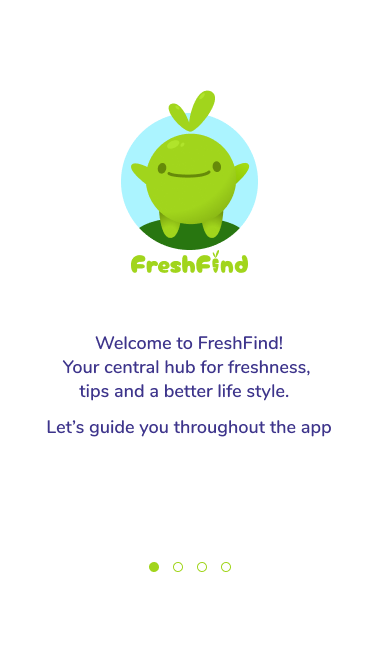 FreshFind
Welcome to FreshFind!
Your central hub for freshness,
tips and a better life style.
Let’s guide you throughout the app